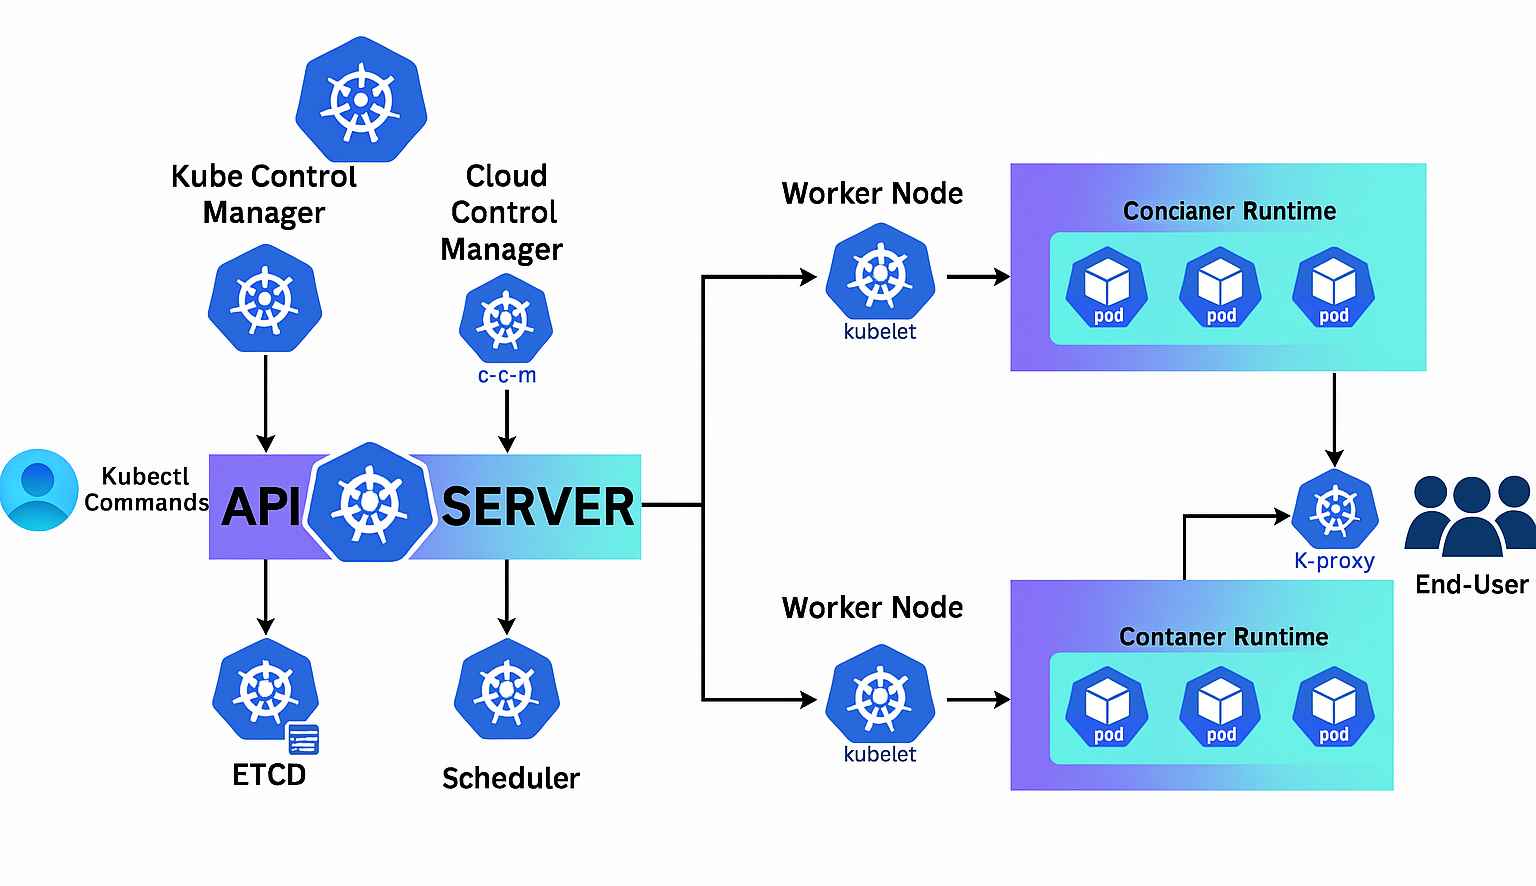 Kube Control
Manager
Cloud
Control
Manager
c-c-m
Kubectl
Commands
API
SERVER
ETCD
Scheduler
Worker Node
kubelet
Concianer Runtime
pod
pod
pod
K-proxy
End-User
Worker Node
kubelet
Contaner Runtime
pod
pod
pod